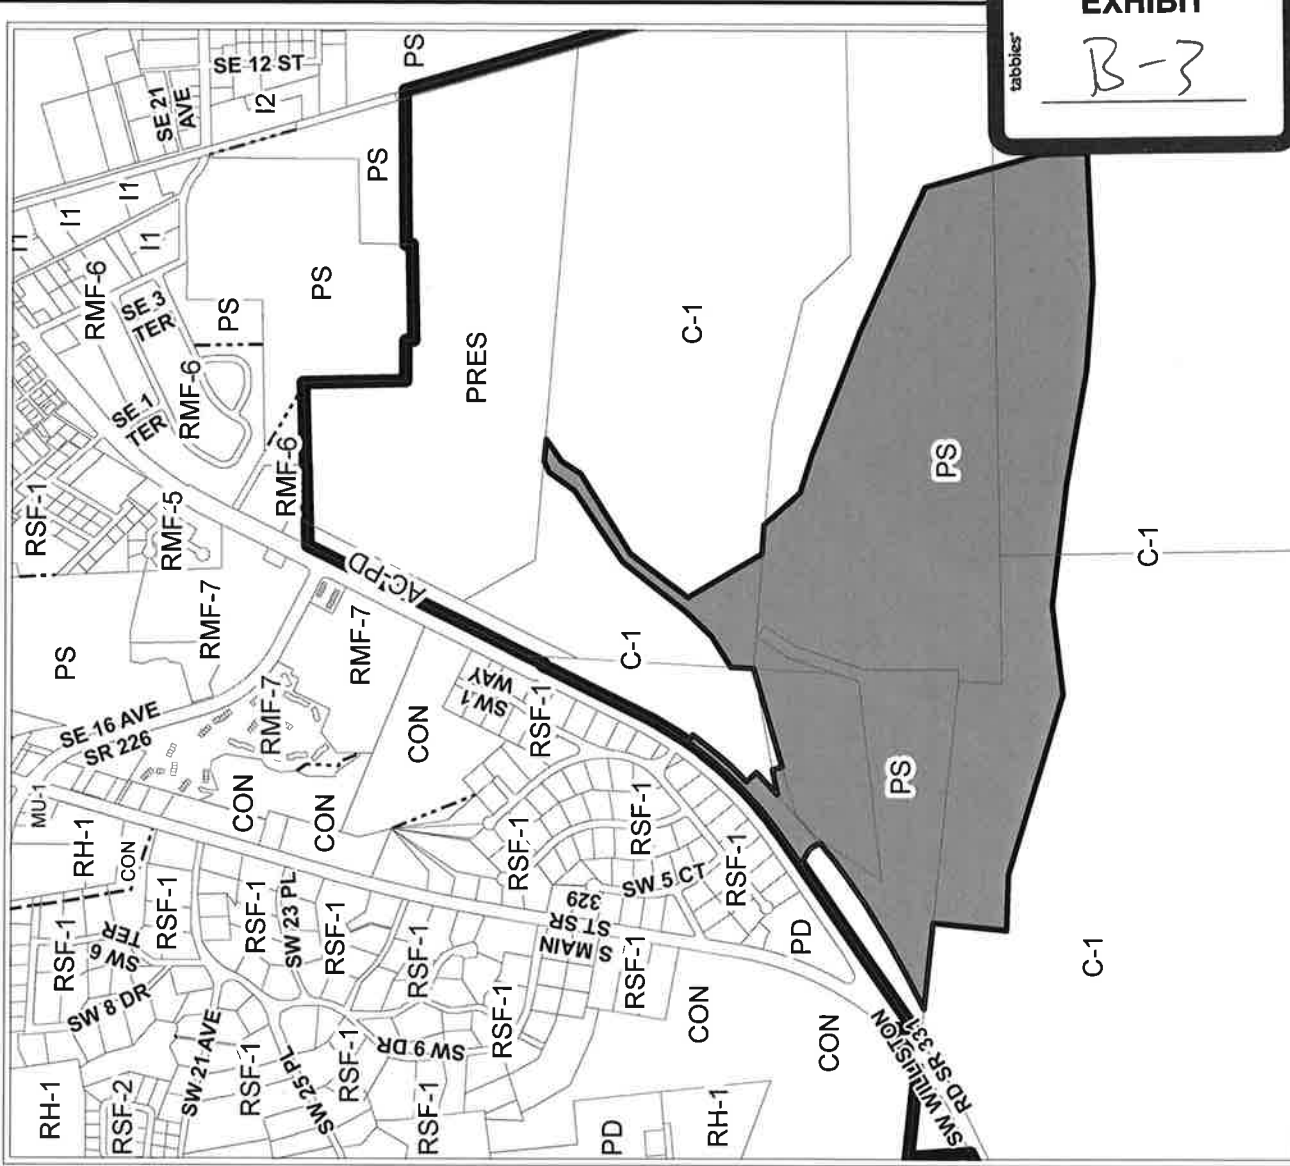 EXHIBIT
tabbies®
B-3
SE 12 ST
PS
SE 21
AVE
I2
PS
I1
I1
I1
I1
RMF-6
SE 3
TER
PS
PS
SE 1
TER
RMF-6
RMF-6
PRES
C-1
RSF-1
RMF-5
AC-PD
PS
RMF-7
RMF-7
RMF-7
SE 16 AVE
SR 226
MU-1
CON
SW 1
WAY
RSF-1
C-1
PS
C-1
PS
RH-1
CON
CON
CON
RSF-1
RSF-1
SW 5 CT
RSF-1
S MAIN
ST SR
329
PD
RSF-1
SW 6
TER
RSF-1
RSF-1
SW 23 PL
RSF-1
RSF-1
RSF-1
RSF-1
SW 8 DR
SW 21 AVE
RSF-1
SW 25 PL
RSF-1
SW 9 DR
RSF-1
CON
CON
RH-1
RSF-2
PD
RH-1
SW WILLISTON
RD SR 331
C-1